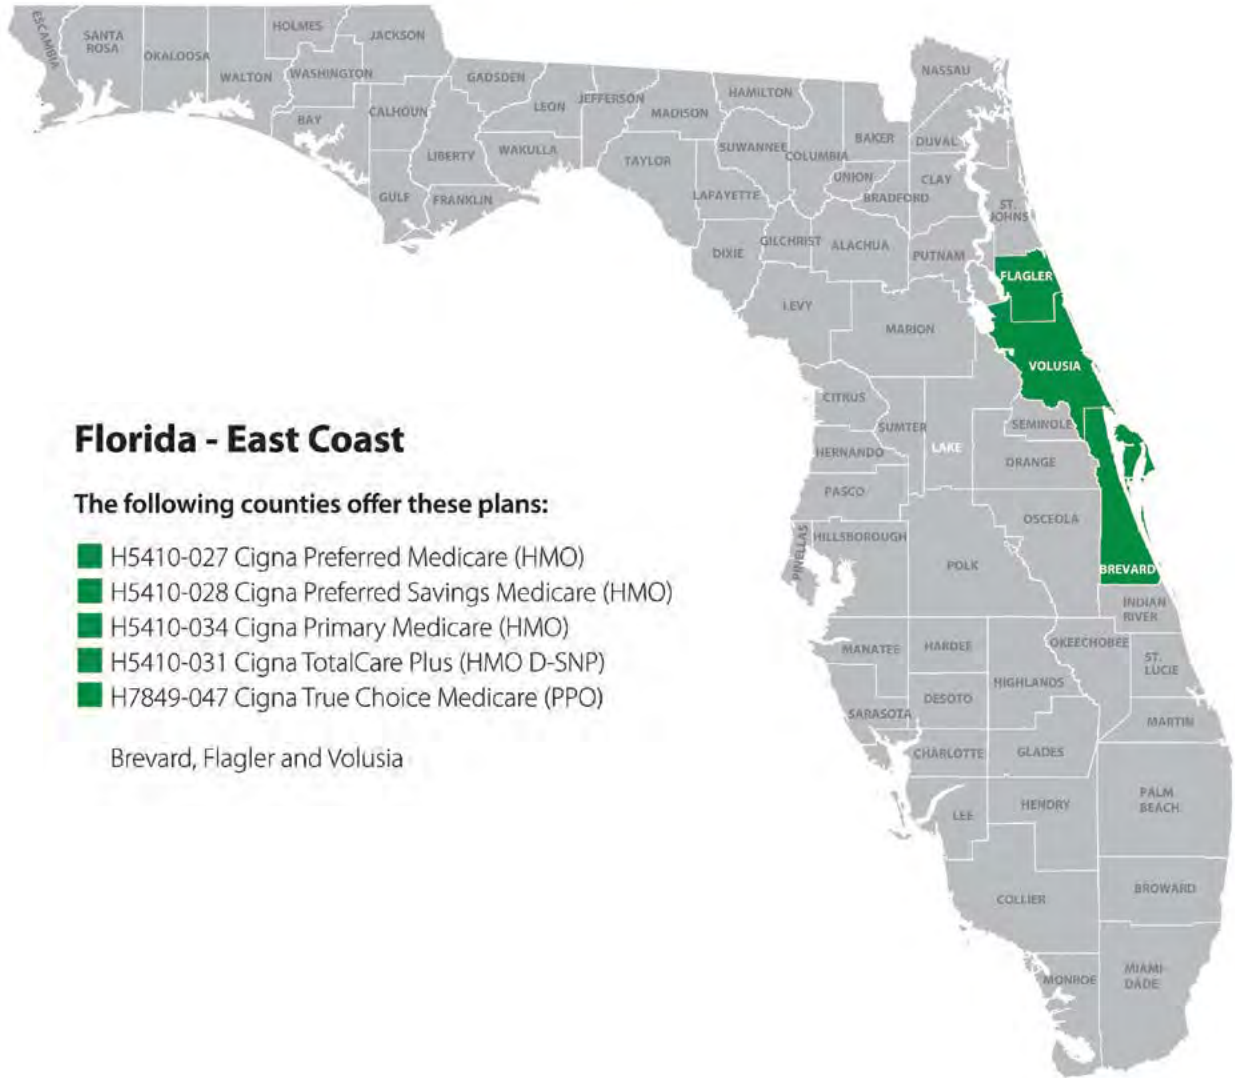 ESCAMBIA
SANTA
ROSA
OKALOOSA
WALTON
HOLMES
WASHINGTON
JACKSON
BAY
CALHOUN
GULF
LIBERTY
GADSDEN
FRANKLIN
LEON
WAKULLA
JEFFERSON
MADISON
TAYLOR
HAMILTON
SUWANNEE
LAFAYETTE
DIXIE
COLUMBIA
GILCHRIST
BAKER
UNION
BRADFORD
ALACHUA
LEVY
NASSAU
DUVAL
CLAY
ST.
JOHNS
PUTNAM
FLAGLER
MARION
VOLUSIA
CITRUS
SUMTER
LAKE
SEMINOLE
HERNANDO
ORANGE
PASCO
OSCEOLA
PINELLAS
HILLSBOROUGH
POLK
BREVARD
INDIAN
RIVER
MANATEE
HARDEE
OKEECHOBEE
ST.
LUCIE
HIGHLANDS
DESOTO
SARASOTA
MARTIN
CHARLOTTE
GLADES
PALM
BEACH
LEE
HENDRY
BROWARD
COLLIER
MONROE
MIAMI-
DADE
Florida - East Coast
The following counties offer these plans:
H5410-027 Cigna Preferred Medicare (HMO)
H5410-028 Cigna Preferred Savings Medicare (HMO)
H5410-034 Cigna Primary Medicare (HMO)
H5410-031 Cigna TotalCare Plus (HMO D-SNP)
H7849-047 Cigna True Choice Medicare (PPO)
Brevard, Flagler and Volusia